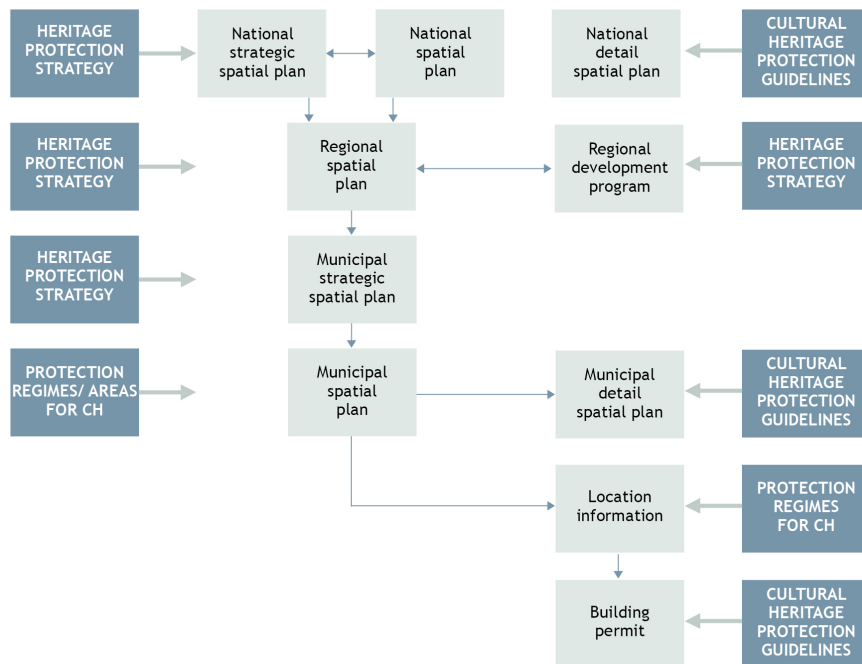 HERITAGE
PROTECTION
STRATEGY
National
strategic
spatial plan
National
spatial
plan
National
detail
spatial plan
CULTURAL
HERITAGE
PROTECTION
GUIDELINES
HERITAGE
PROTECTION
STRATEGY
Regional
spatial
plan
Regional
development
program
HERITAGE
PROTECTION
STRATEGY
HERITAGE
PROTECTION
STRATEGY
Municipal
strategic
spatial plan
PROTECTION
REGIMES/ AREAS
FOR CH
Municipal
spatial
plan
Municipal
detail
spatial plan
CULTURAL
HERITAGE
PROTECTION
GUIDELINES
Location
information
PROTECTION
REGIMES
FOR CH
Building
permit
CULTURAL
HERITAGE
PROTECTION
GUIDELINES